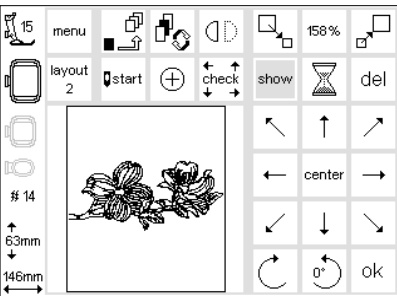 15
menu
158%
layout
2
start
check
show
del
# 14
center
63mm
146mm
0°
ok